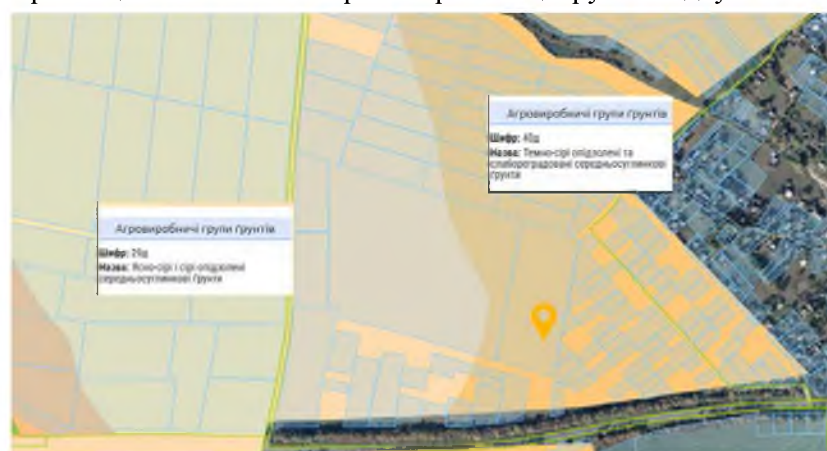 Агровиробничі групи ґрунтів
Шифр: 40д
Назва: Темно-сірі опідзолені та
слабореградовані середньосуглинкові
ґрунти
Агровиробничі групи ґрунтів
Шифр: 29д
Назва: Ясно-сірі і сірі опідзолені
середньосуглинкові ґрунти